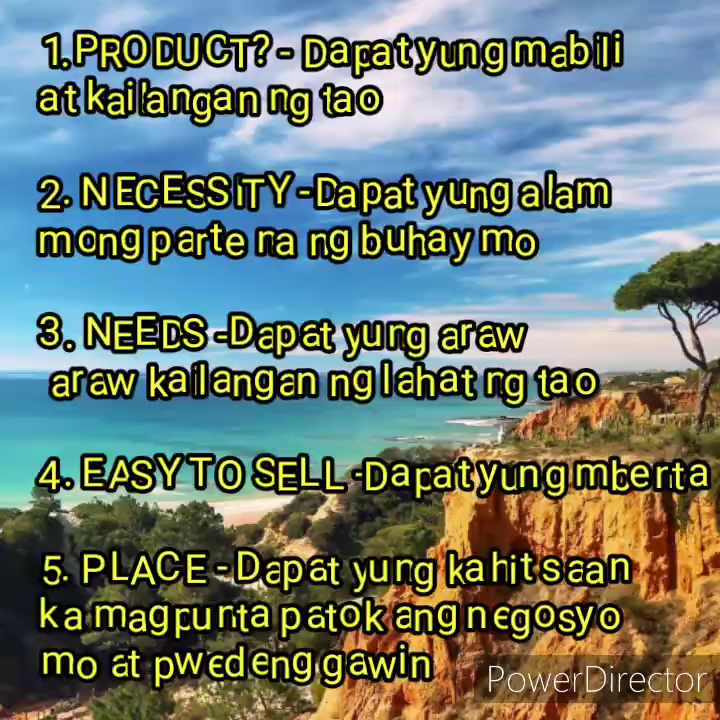 1.PRODUCT? - Dapat yung mabili
at kailangan ng tao
2. NECESSITY -Dapat yung alam
mong parte na ng buhay mo
3. NEEDS -Dapat yung araw
araw kailangan ng lahat ng tao
4. EASY TO SELL -Dapat yung mbenta
5. PLACE - Dapat yung kahit saan
ka magpunta patok ang negosyo
mo at pwedeng gawin
PowerDirector